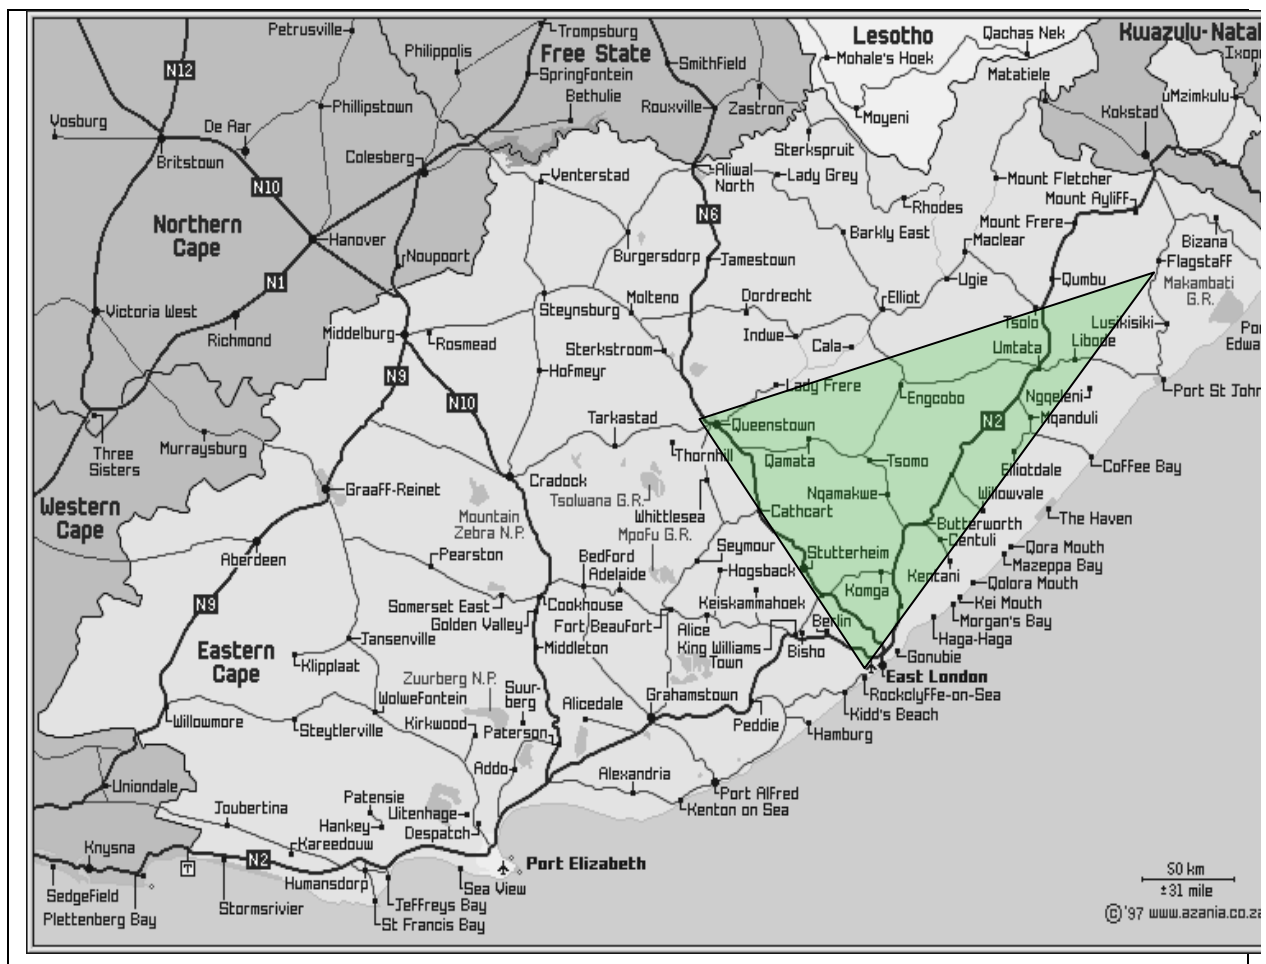 Petrusville
Trompsburg
Lesotho
Qachas Nek
Kwazulu-Natal
Philippolis
Free State
Mohale's Hoek
N12
Springfontein
Smithfield
Matatiele
Bethulie
Rouxville
Zastron
uMzimkulu
Phillipstown
Moyeni
Kokstad
Vosburg
De Aar
Britstown
Colesberg
Sterkspruit
Aliwal
North
Lady Grey
Venterstad
Mount Fletcher
N10
Mount Ayliff
Rhodes
N6
Northern
Cape
Hanover
Mount Frere
Maclear
Barkly East
Bizana
Noupoort
Burgersdorp
Jamestown
Flagstaff
N1
Ugie
Qumbu
Makambati
G.R.
Victoria West
Steynsburg
Molteno
Dordrecht
Elliot
Tsolo
Lusikisiki
Middelburg
Richmond
Rosmead
Indwe
Cala
Umtata
Libode
Sterkstroom
Hofmeyr
N9
Lady Frere
Engcobo
Ngqeleni
Port St John
N10
Mqanduli
Tarkastad
Queenstown
N2
Three
Sisters
Murraysburg
Thornhill
Qamata
Tsomo
Elliotdale
Coffee Bay
Cradock
Graaff-Reinet
Tsolwana G.R.
Nqamakwe
Willowvale
Western
Cape
Mountain
Zebra N.P.
Whittlesea
Cathcart
The Haven
Mpofu G.R.
Butterworth
Centuli
Aberdeen
Pearston
Bedford
Seymour
Stutterheim
Qora Mouth
Mazeppa Bay
Adelaide
Hogsback
Kentani
Qolora Mouth
N9
Somerset East
Cookhouse
Keiskammahoek
Komga
Kei Mouth
Golden Valley
Fort Beaufort
Alice
Berlin
Morgan's Bay
Eastern
Cape
Jansenville
Middleton
King Williams
Town
Bisho
Haga-Haga
Klipplaat
Gonubie
East London
Zuurberg N.P.
Suur-
berg
Alicedale
Grahamstown
Rockclyffe-on-Sea
Willowmore
Wolwefontein
Steytlerville
Kirkwood
Paterson
Peddie
Kidd's Beach
Hamburg
Addo
Alexandria
Uniondale
Port Alfred
Kenton on Sea
Joubertina
Patensie
Uitenhage
Hankey
Despatch
Knysna
Kareedouw
N2
Port Elizabeth
Humansdorp
Sea View
50 km
±31 mile
Sedgefield
Plettenberg Bay
Stormsrivier
Jeffreys Bay
St Francis Bay
©'97 www.azania.co.za